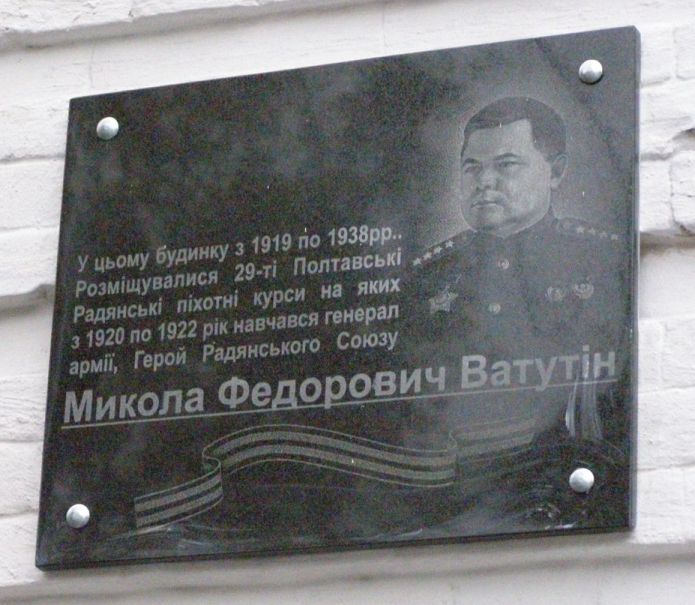 У цьому будинку з 1919 по 1938рр..
Розміщувалися 29-ті Полтавські
Радянські піхотні курси на яких
з 1920 по 1922 рік навчався генерал
армії, Герой Радянського Союзу
Микола Федорович Ватутін